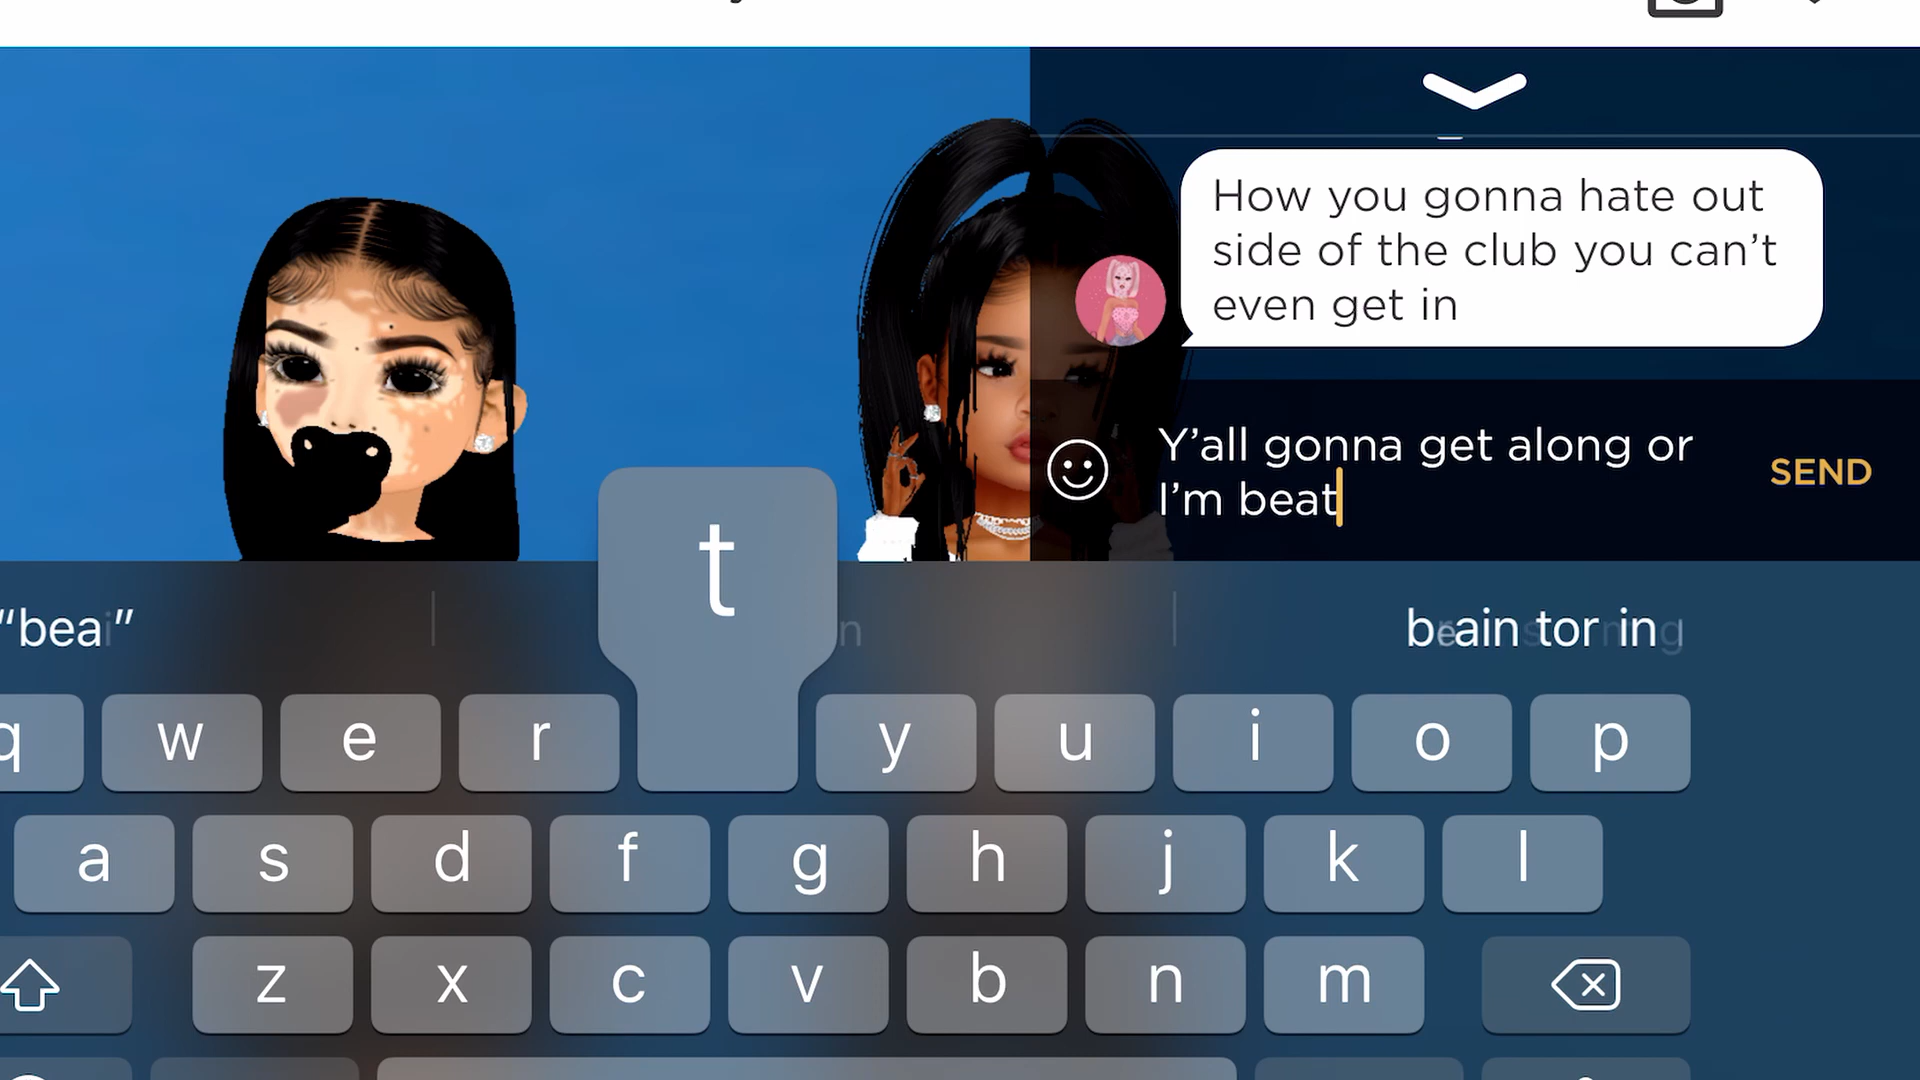 How you gonna hate out
side of the club you can’t
even get in
Y’all gonna get along or
I’m beat
SEND
t
“bea”
q w e r y u i o p
a s d f g h j k l
z x c v b n m